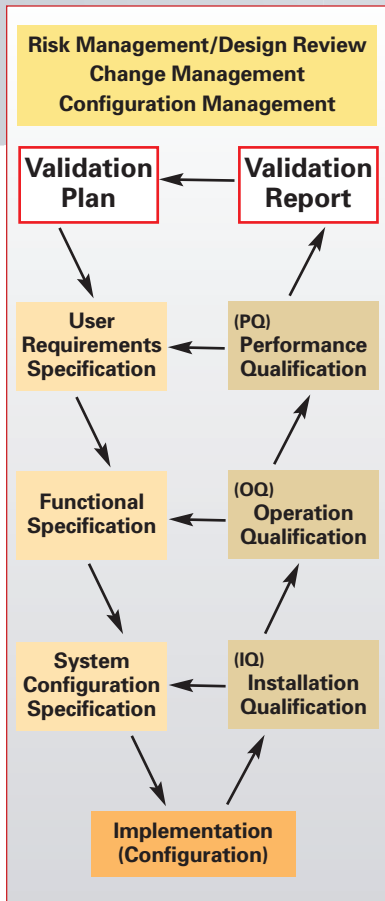 Risk Management/Design Review
Change Management
Configuration Management
Validation
Plan
Validation
Report
User
Requirements
Specification
(PQ)
Performance
Qualification
Functional
Specification
(OQ)
Operation
Qualification
System
Configuration
Specification
(IQ)
Installation
Qualification
Implementation
(Configuration)